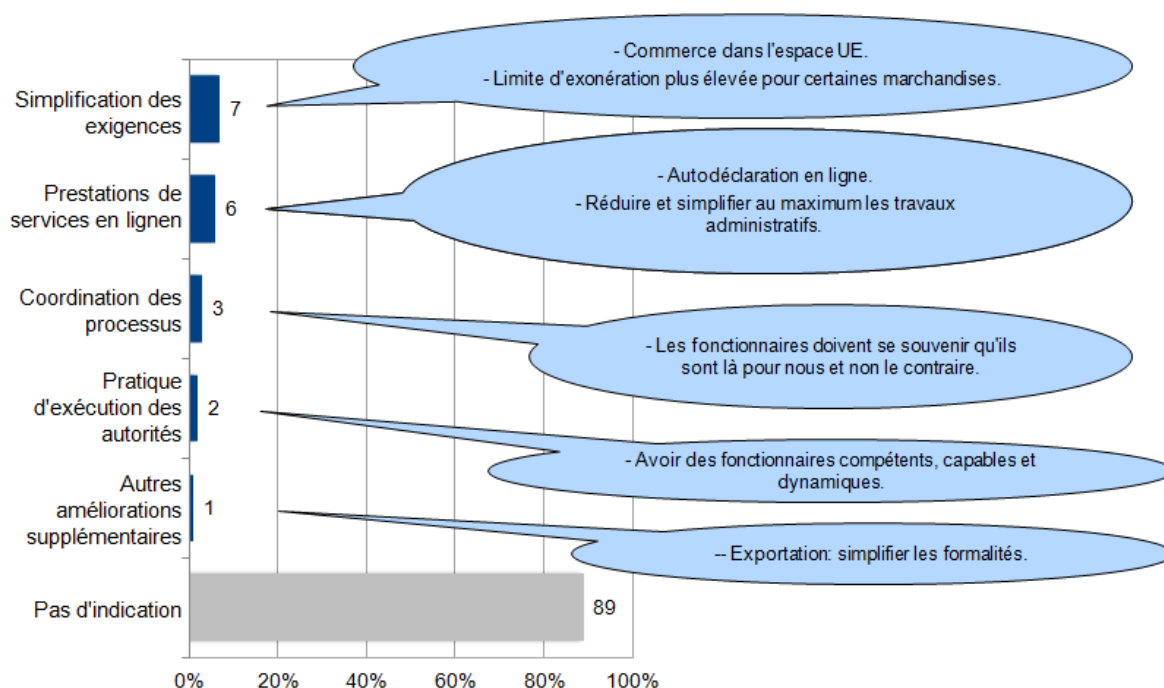 - Commerce dans l'espace UE.
- Limite d'exonération plus élevée pour certaines marchandises.
Simplification des
exigences
7
- Autodéclaration en ligne.
- Réduire et simplifier au maximum les travaux
administratifs.
Prestations de
services en lignen
6
Coordination des
processus
3
- Les fonctionnaires doivent se souvenir qu'ils
sont là pour nous et non le contraire.
Pratique
d'exécution des
autorités
2
- Avoir des fonctionnaires compétents, capables et
dynamiques.
Autres
améliorations
supplémentaires
1
-- Exportation: simplifier les formalités.
Pas d'indication
89
0% 20% 40% 60% 80% 100%